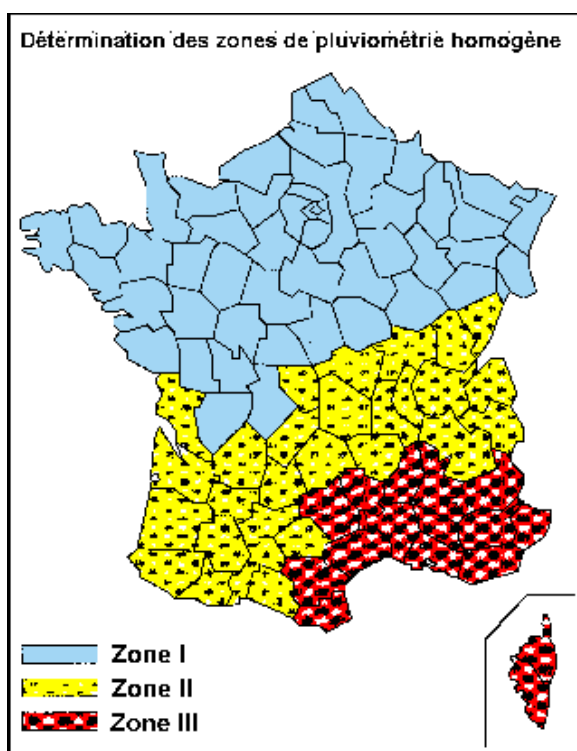 Détermination des zones de pluviométrie homogène
Zone I
Zone II
Zone III